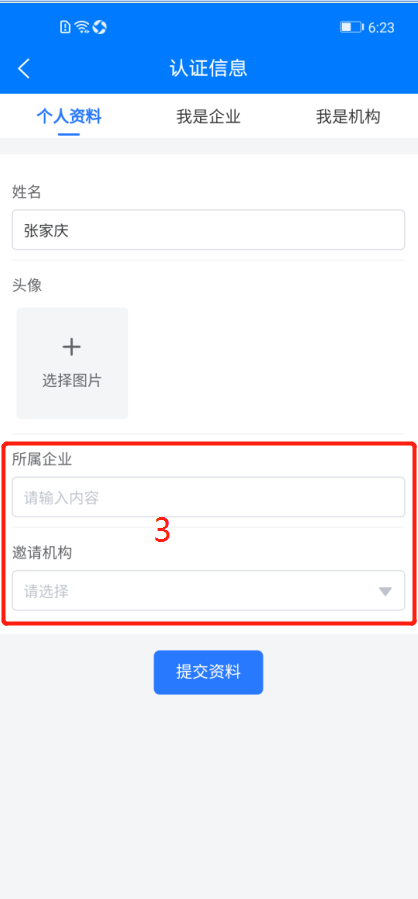 6:23
认证信息
个人资料 我是企业 我是机构
姓名
张家庆
头像
选择图片
所属企业
请输入内容
3
邀请机构
请选择
提交资料